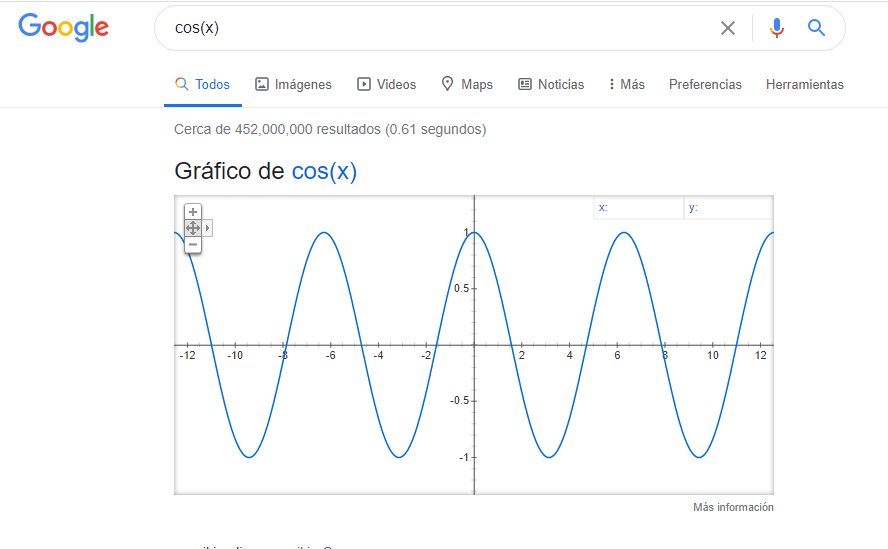 Google cos(x)
Todos Imágenes Videos Maps Noticias Más Preferencias Herramientas
Cerca de 452,000,000 resultados (0.61 segundos)
Gráfico de cos(x)
x: y:
1
0.5
-12 -10 -8 -6 -4 -2 2 4 6 8 10 12
-0.5
-1
Más información